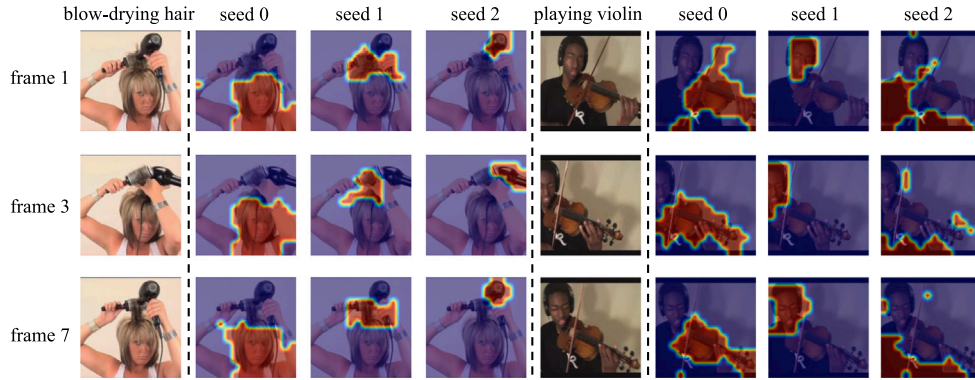 blow-drying hair seed 0 seed 1 seed 2 playing violin seed 0 seed 1 seed 2
frame 1
frame 3
frame 7